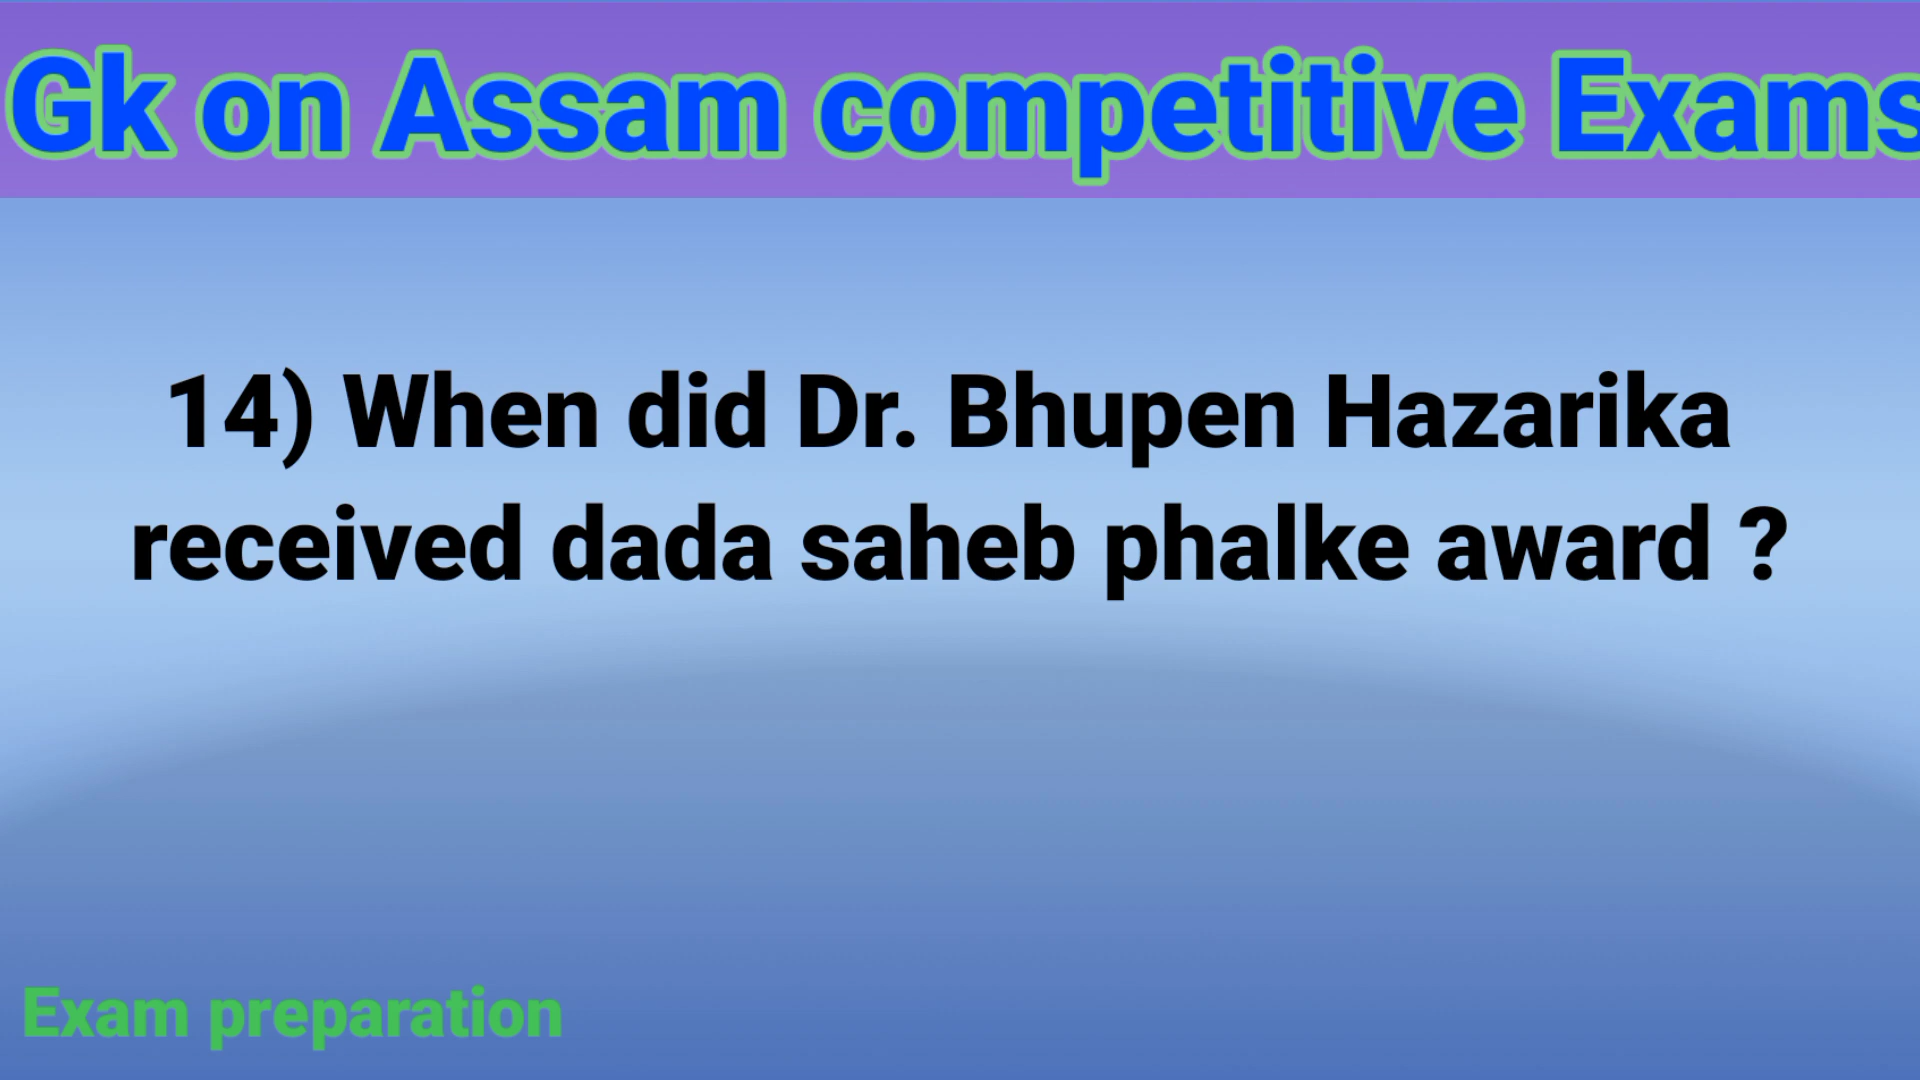 Gk on Assam competitive Exams
14) When did Dr. Bhupen Hazarika
received dada saheb phalke award ?
Exam preparation